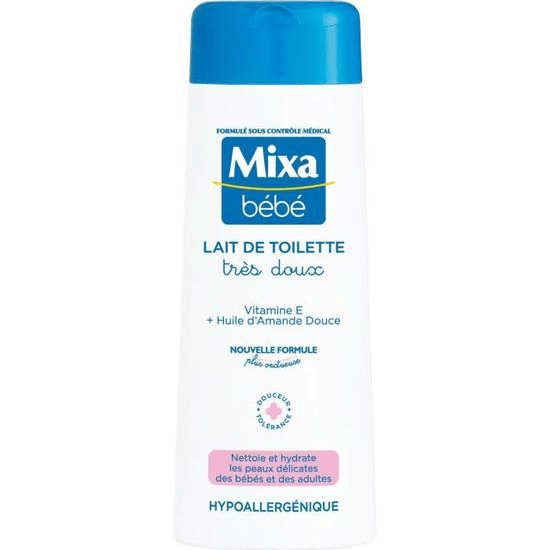 FORMULÉ SOUS CONTRÔLE MÉDICAL
Mixa
bébé
LAIT DE TOILETTE
très doux
Vitamine E
+ Huile d'Amande Douce
NOUVELLE FORMULE
plus onctueuse
DOUCEUR
TOLÉRANCE
Nettoie et hydrate
les peaux délicates
des bébés et des adultes
HYPOALLERGÉNIQUE